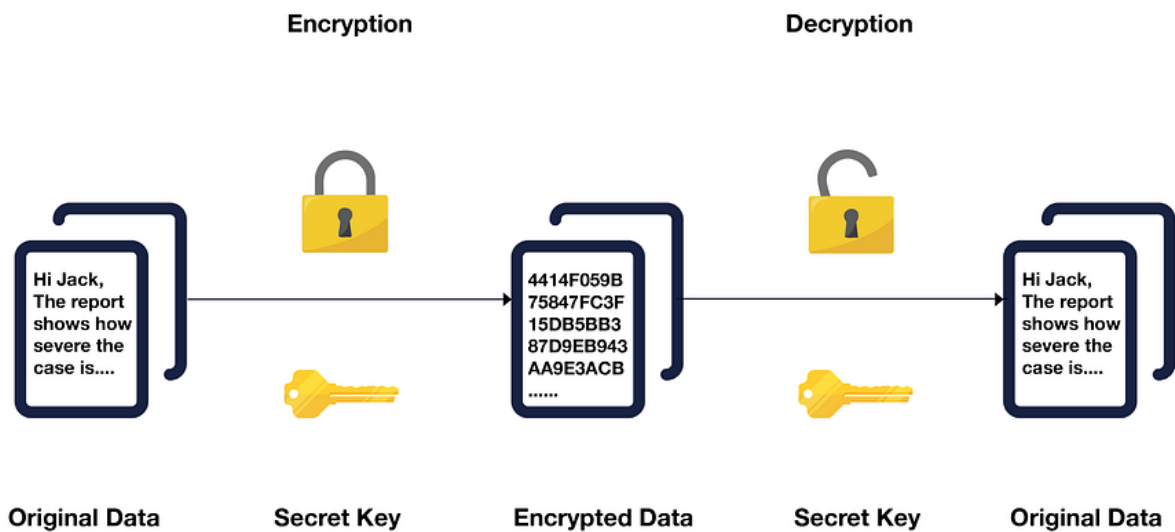 Encryption
Decryption
Hi Jack,
The report
shows how
severe the
case is....
4414F059B
75847FC3F
15DB5BB3
87D9EB943
AA9E3ACB
......
Hi Jack,
The report
shows how
severe the
case is....
Original Data
Secret Key
Encrypted Data
Secret Key
Original Data